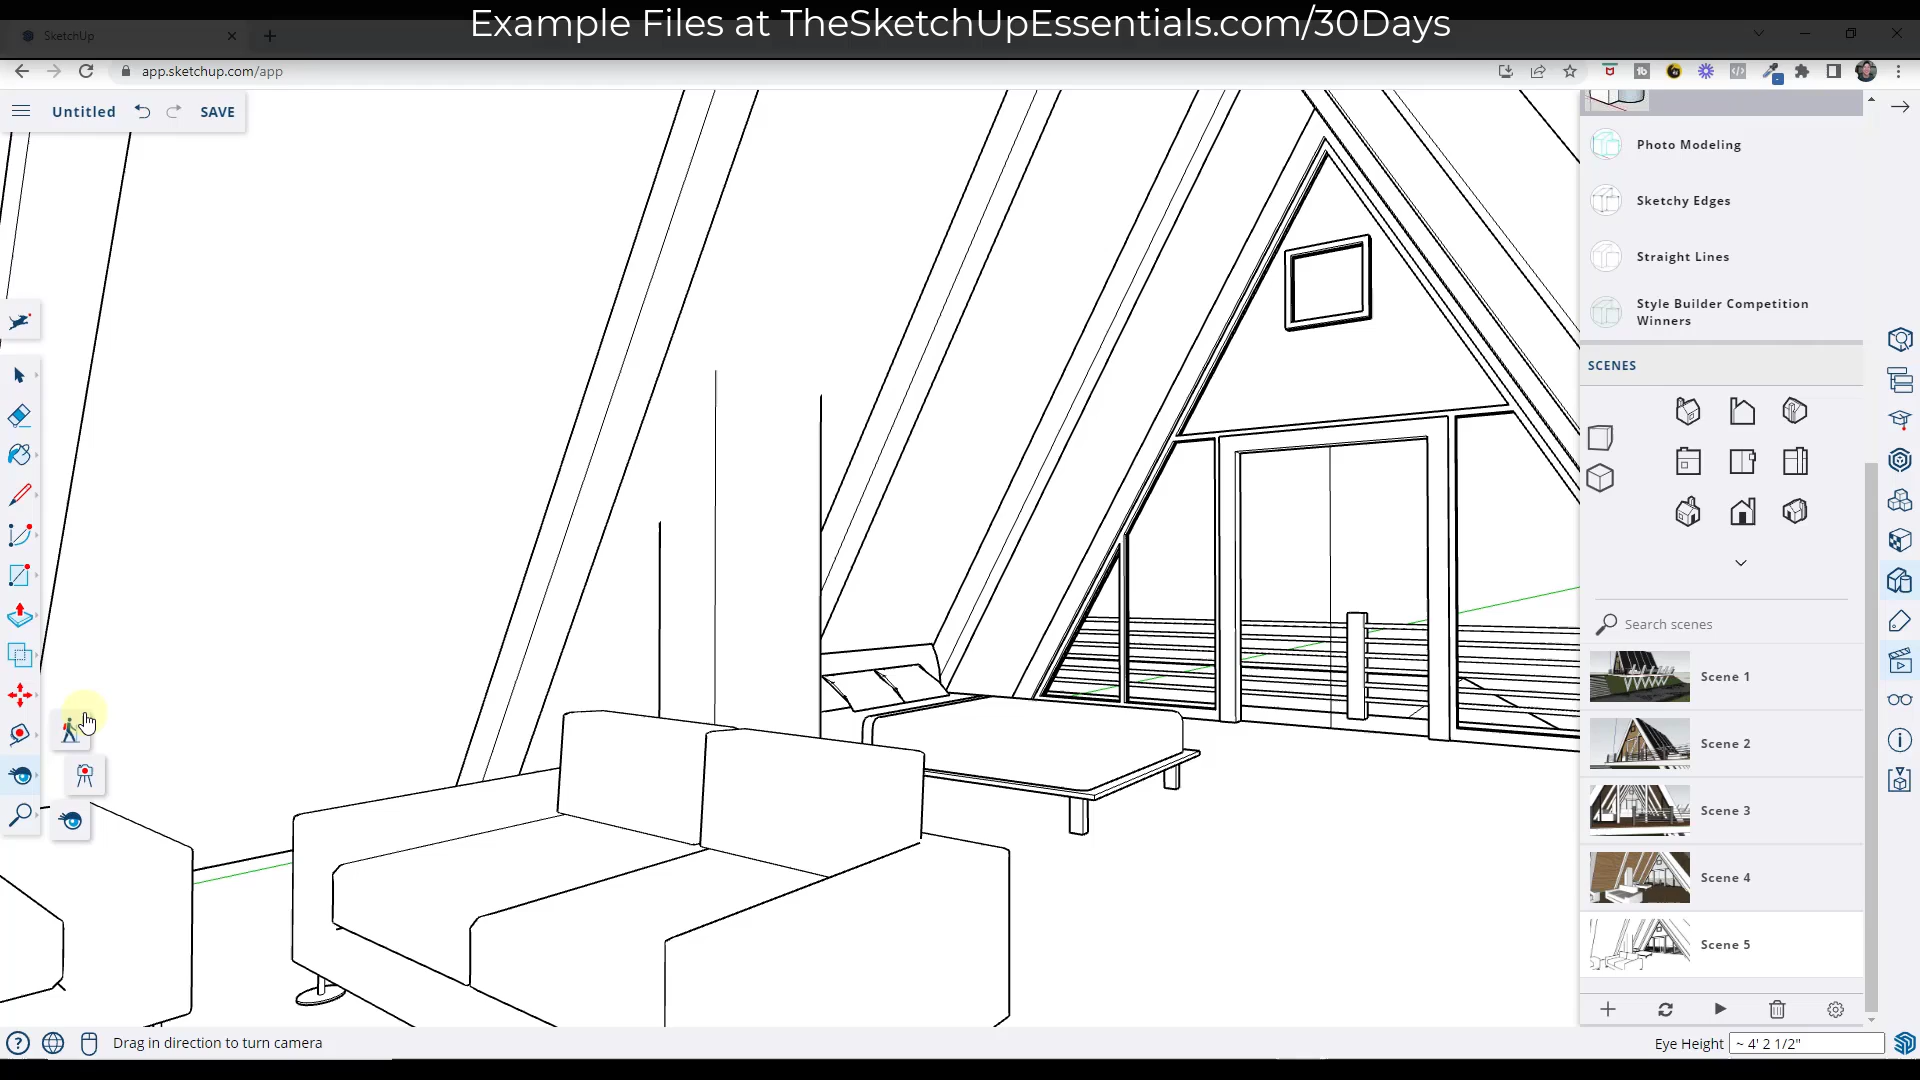 Example Files at TheSketchUpEssentials.com/30Days
SketchUp
app.sketchup.com/app
Untitled
SAVE
Photo Modeling
Sketchy Edges
Straight Lines
Style Builder Competition
Winners
SCENES
Search scenes
Scene 1
Scene 2
Scene 3
Scene 4
Scene 5
Drag in direction to turn camera
Eye Height
~ 4' 2 1/2"